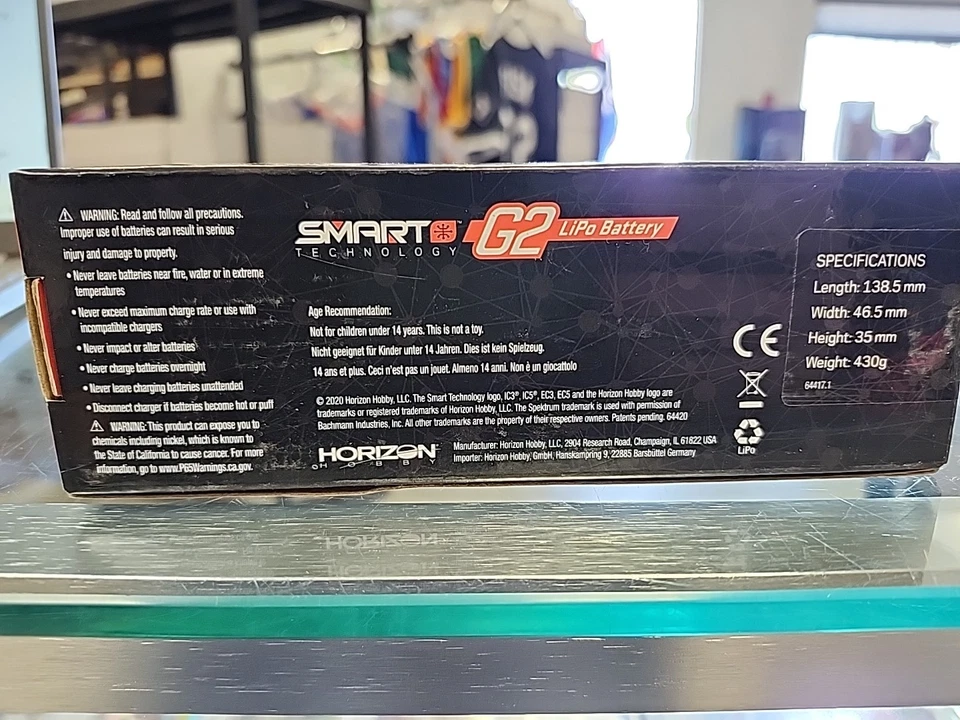 ⚠ WARNING: Read and follow all precautions.
Improper use of batteries can result in serious
injury and damage to property.
• Never leave batteries near fire, water or in extreme
temperatures
• Never exceed maximum charge rate or use with
incompatible chargers
• Never impact or alter batteries
• Never charge batteries overnight
• Never leave charging batteries unattended
• Disconnect charger if batteries become hot or puff
⚠ WARNING: This product can expose you to
chemicals including nickel, which is known to
the State of California to cause cancer. For more
information, go to www.P65Warnings.ca.gov.
SMART
TECHNOLOGY
G2 LiPo Battery
Age Recommendation:
Not for children under 14 years. This is not a toy.
Nicht geeignet für Kinder unter 14 Jahren. Dies ist kein Spielzeug.
14 ans et plus. Ceci n'est pas un jouet. Almeno 14 anni. Non è un giocattolo
© 2020 Horizon Hobby, LLC. The Smart Technology logo, IC3®, IC5®, EC3, EC5 and the Horizon Hobby logo are
trademarks or registered trademarks of Horizon Hobby, LLC. The Spektrum trademark is used with permission of
Bachmann Industries, Inc. All other trademarks are the property of their respective owners. Patents pending. 64420
HORIZON
HOBBY
Manufacturer: Horizon Hobby, LLC, 2904 Research Road, Champaign, IL 61822 USA
Importer: Horizon Hobby, GmbH, Hanskampring 9, 22885 Barsbüttel Germany
CE
LiPo
SPECIFICATIONS
Length: 138.5 mm
Width: 46.5 mm
Height: 35 mm
Weight: 430g
64417.1